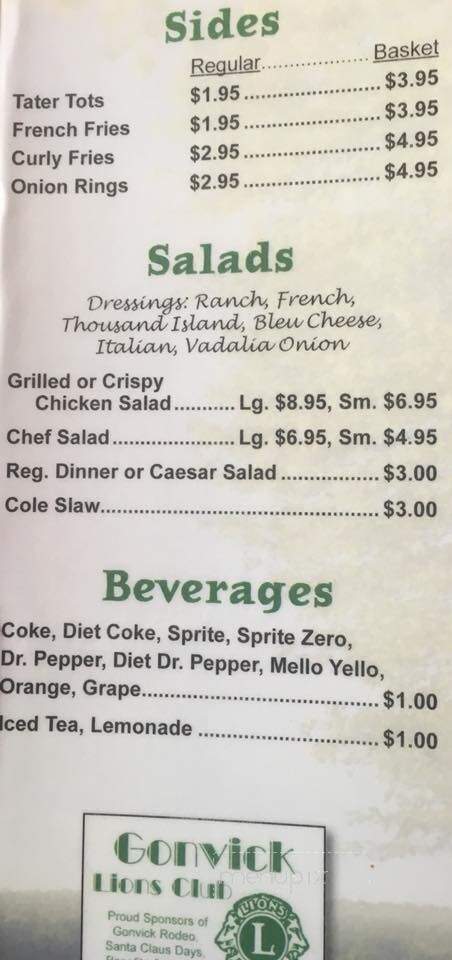 Sides
Regular.................. Basket
Tater Tots $1.95 ....................... $3.95
French Fries $1.95 ....................... $3.95
Curly Fries $2.95 ....................... $4.95
Onion Rings $2.95 ....................... $4.95
Salads
Dressings: Ranch, French,
Thousand Island, Bleu Cheese,
Italian, Vadalia Onion
Grilled or Crispy
Chicken Salad........... Lg. $8.95, Sm. $6.95
Chef Salad...................... Lg. $6.95, Sm. $4.95
Reg. Dinner or Caesar Salad ................. $3.00
Cole Slaw................................................ $3.00
Beverages
Coke, Diet Coke, Sprite, Sprite Zero,
Dr. Pepper, Diet Dr. Pepper, Mello Yello,
Orange, Grape......................................... $1.00
Iced Tea, Lemonade ............................... $1.00
Gonvick
Lions Club
Proud Sponsors of
Gonvick Rodeo,
Santa Claus Days,
LIONS
L